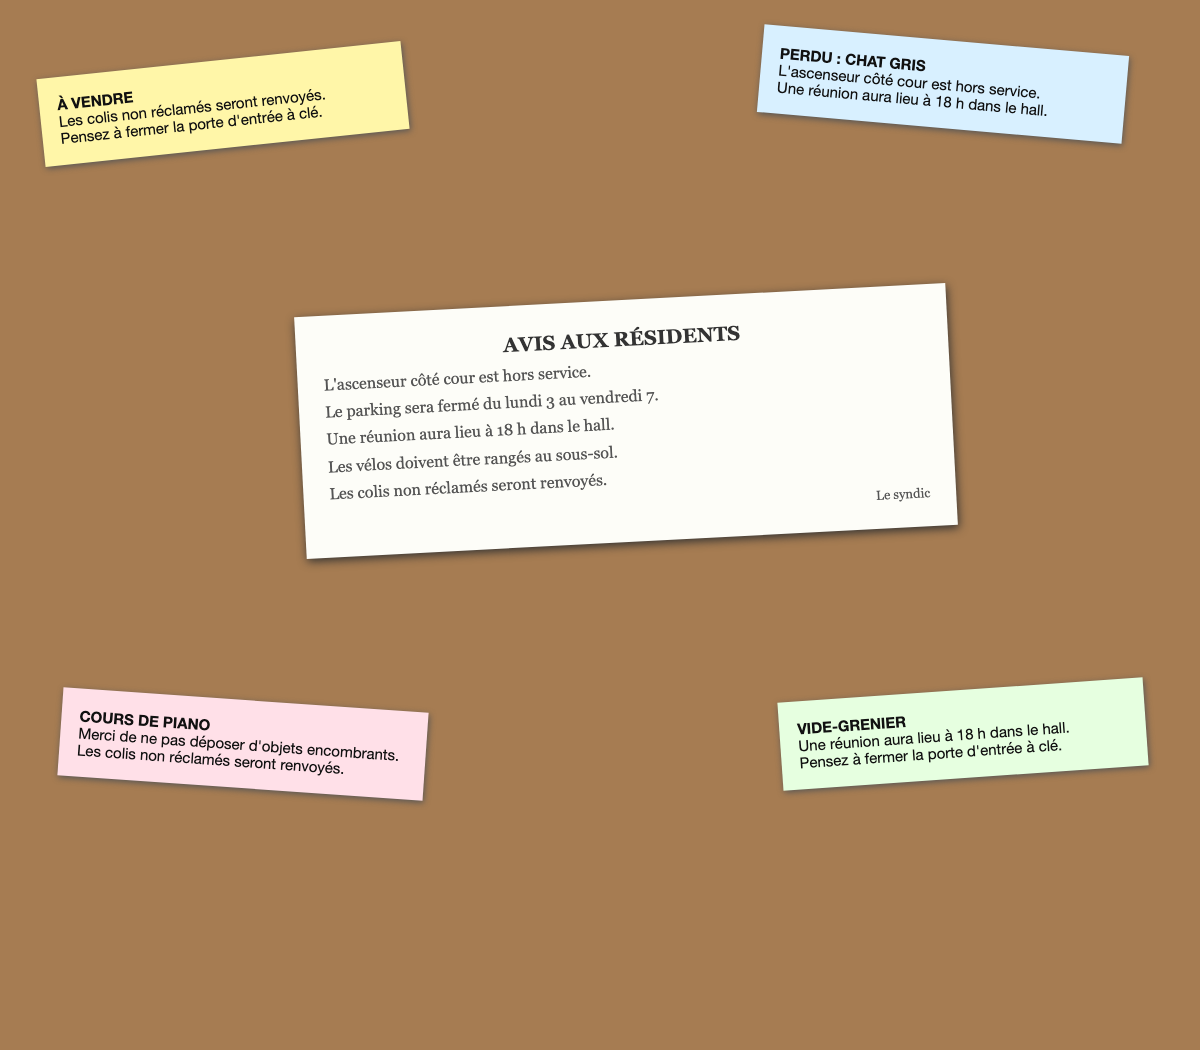 À VENDRE
Les colis non réclamés seront renvoyés.
Pensez à fermer la porte d'entrée à clé.
PERDU : CHAT GRIS
L'ascenseur côté cour est hors service.
Une réunion aura lieu à 18 h dans le hall.
AVIS AUX RÉSIDENTS
L'ascenseur côté cour est hors service.
Le parking sera fermé du lundi 3 au vendredi 7.
Une réunion aura lieu à 18 h dans le hall.
Les vélos doivent être rangés au sous-sol.
Les colis non réclamés seront renvoyés.
Le syndic
COURS DE PIANO
Merci de ne pas déposer d'objets encombrants.
Les colis non réclamés seront renvoyés.
VIDE-GRENIER
Une réunion aura lieu à 18 h dans le hall.
Pensez à fermer la porte d'entrée à clé.